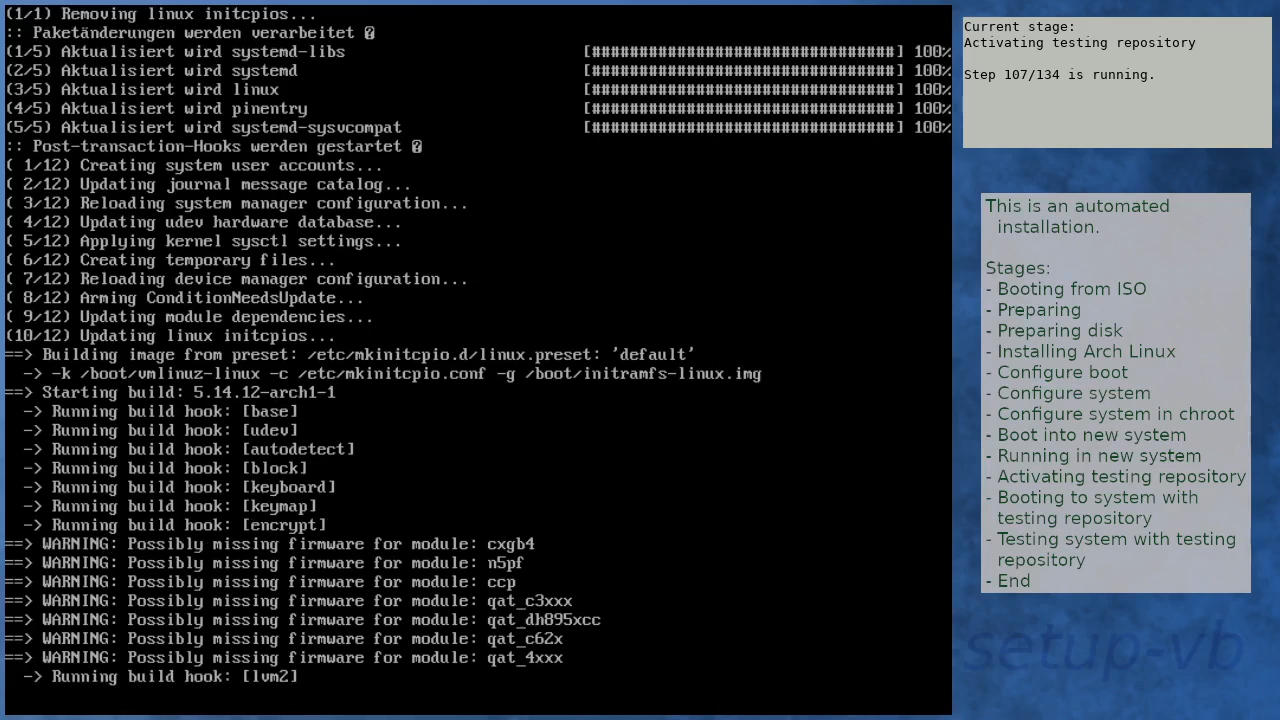 (1/1) Removing linux initcpios...
:: Paketänderungen werden verarbeitet �
(1/5) Aktualisiert wird systemd-libs [################################] 100%
(2/5) Aktualisiert wird systemd [################################] 100%
(3/5) Aktualisiert wird linux [################################] 100%
(4/5) Aktualisiert wird pinentry [################################] 100%
(5/5) Aktualisiert wird systemd-sysvcompat [################################] 100%
:: Post-transaction-Hooks werden gestartet �
( 1/12) Creating system user accounts...
( 2/12) Updating journal message catalog...
( 3/12) Reloading system manager configuration...
( 4/12) Updating udev hardware database...
( 5/12) Applying kernel sysctl settings...
( 6/12) Creating temporary files...
( 7/12) Reloading device manager configuration...
( 8/12) Arming ConditionNeedsUpdate...
( 9/12) Updating module dependencies...
(10/12) Updating linux initcpios...
==> Building image from preset: /etc/mkinitcpio.d/linux.preset: 'default'
-> -k /boot/vmlinuz-linux -c /etc/mkinitcpio.conf -g /boot/initramfs-linux.img
==> Starting build: 5.14.12-arch1-1
-> Running build hook: [base]
-> Running build hook: [udev]
-> Running build hook: [autodetect]
-> Running build hook: [block]
-> Running build hook: [keyboard]
-> Running build hook: [keymap]
-> Running build hook: [encrypt]
==> WARNING: Possibly missing firmware for module: cxgb4
==> WARNING: Possibly missing firmware for module: n5pf
==> WARNING: Possibly missing firmware for module: ccp
==> WARNING: Possibly missing firmware for module: qat_c3xxx
==> WARNING: Possibly missing firmware for module: qat_dh895xcc
==> WARNING: Possibly missing firmware for module: qat_c62x
==> WARNING: Possibly missing firmware for module: qat_4xxx
-> Running build hook: [lvm2]
Current stage:
Activating testing repository
Step 107/134 is running.
This is an automated
installation.
Stages:
- Booting from ISO
- Preparing
- Preparing disk
- Installing Arch Linux
- Configure boot
- Configure system
- Configure system in chroot
- Boot into new system
- Running in new system
- Activating testing repository
- Booting to system with
testing repository
- Testing system with testing
repository
- End
setup-vb